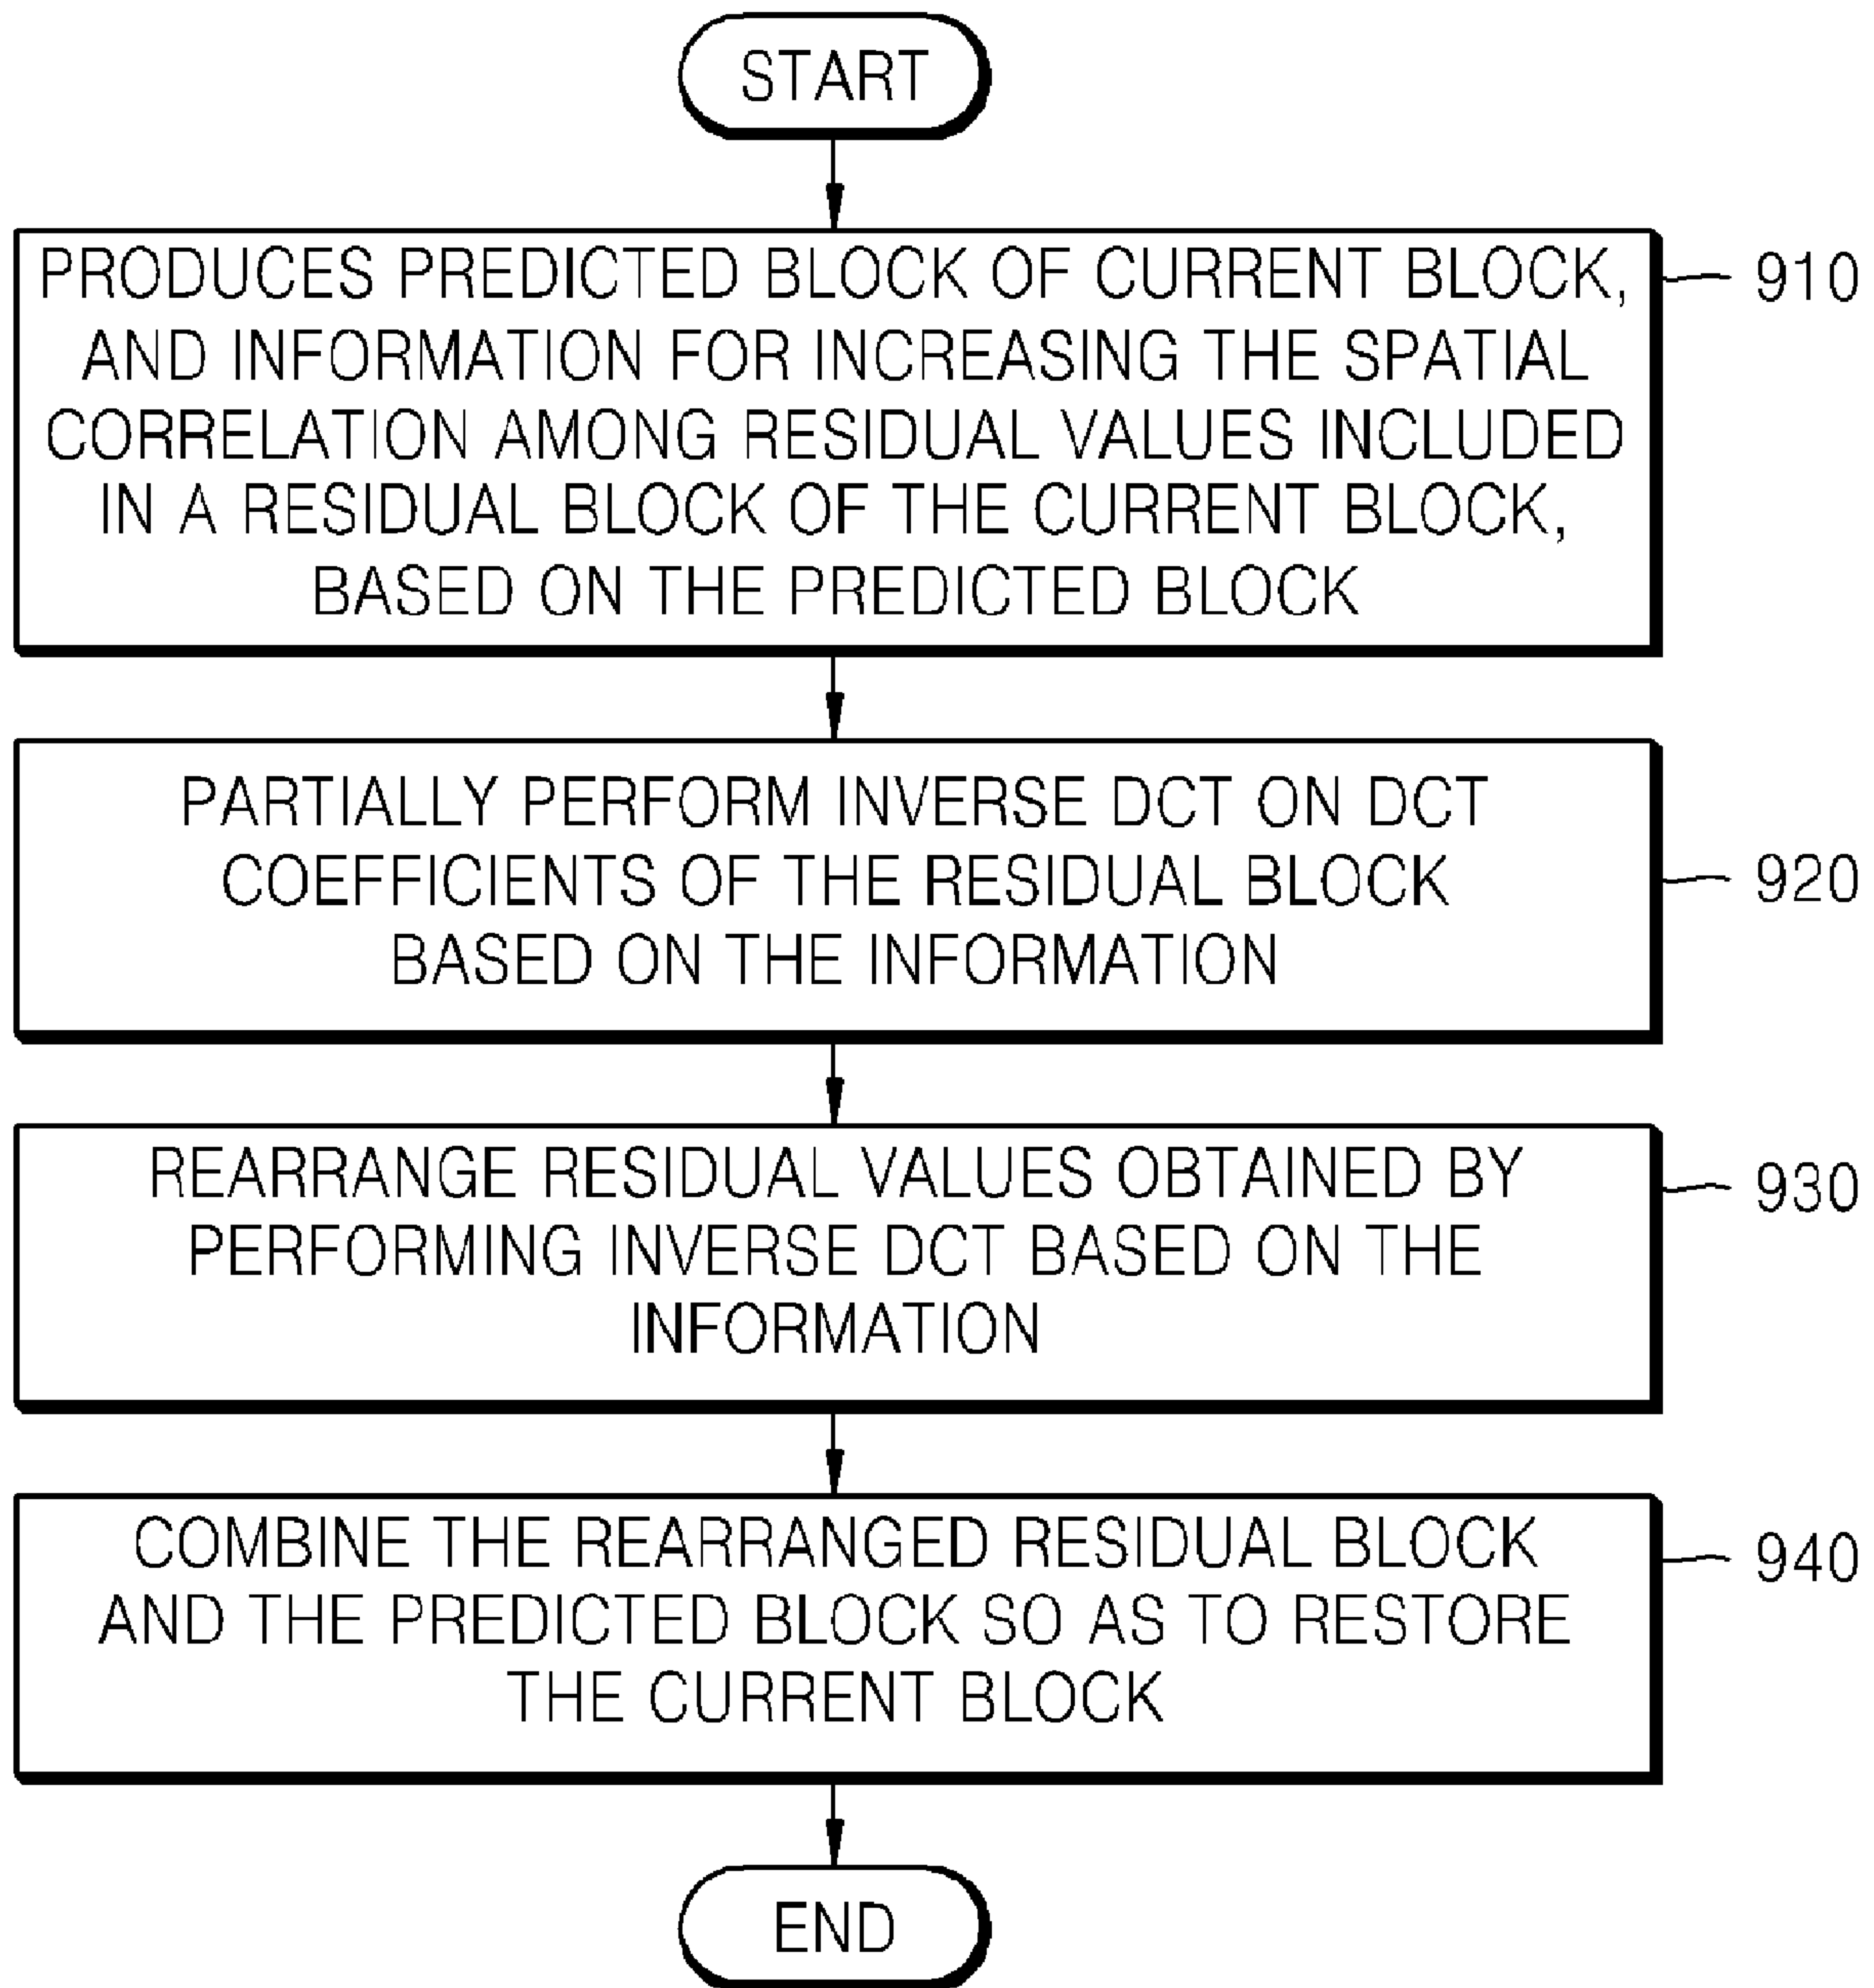 START
PRODUCES PREDICTED BLOCK OF CURRENT BLOCK,
AND INFORMATION FOR INCREASING THE SPATIAL
CORRELATION AMONG RESIDUAL VALUES INCLUDED
IN A RESIDUAL BLOCK OF THE CURRENT BLOCK,
BASED ON THE PREDICTED BLOCK
910
PARTIALLY PERFORM INVERSE DCT ON DCT
COEFFICIENTS OF THE RESIDUAL BLOCK
BASED ON THE INFORMATION
920
REARRANGE RESIDUAL VALUES OBTAINED BY
PERFORMING INVERSE DCT BASED ON THE
INFORMATION
930
COMBINE THE REARRANGED RESIDUAL BLOCK
AND THE PREDICTED BLOCK SO AS TO RESTORE
THE CURRENT BLOCK
940
END